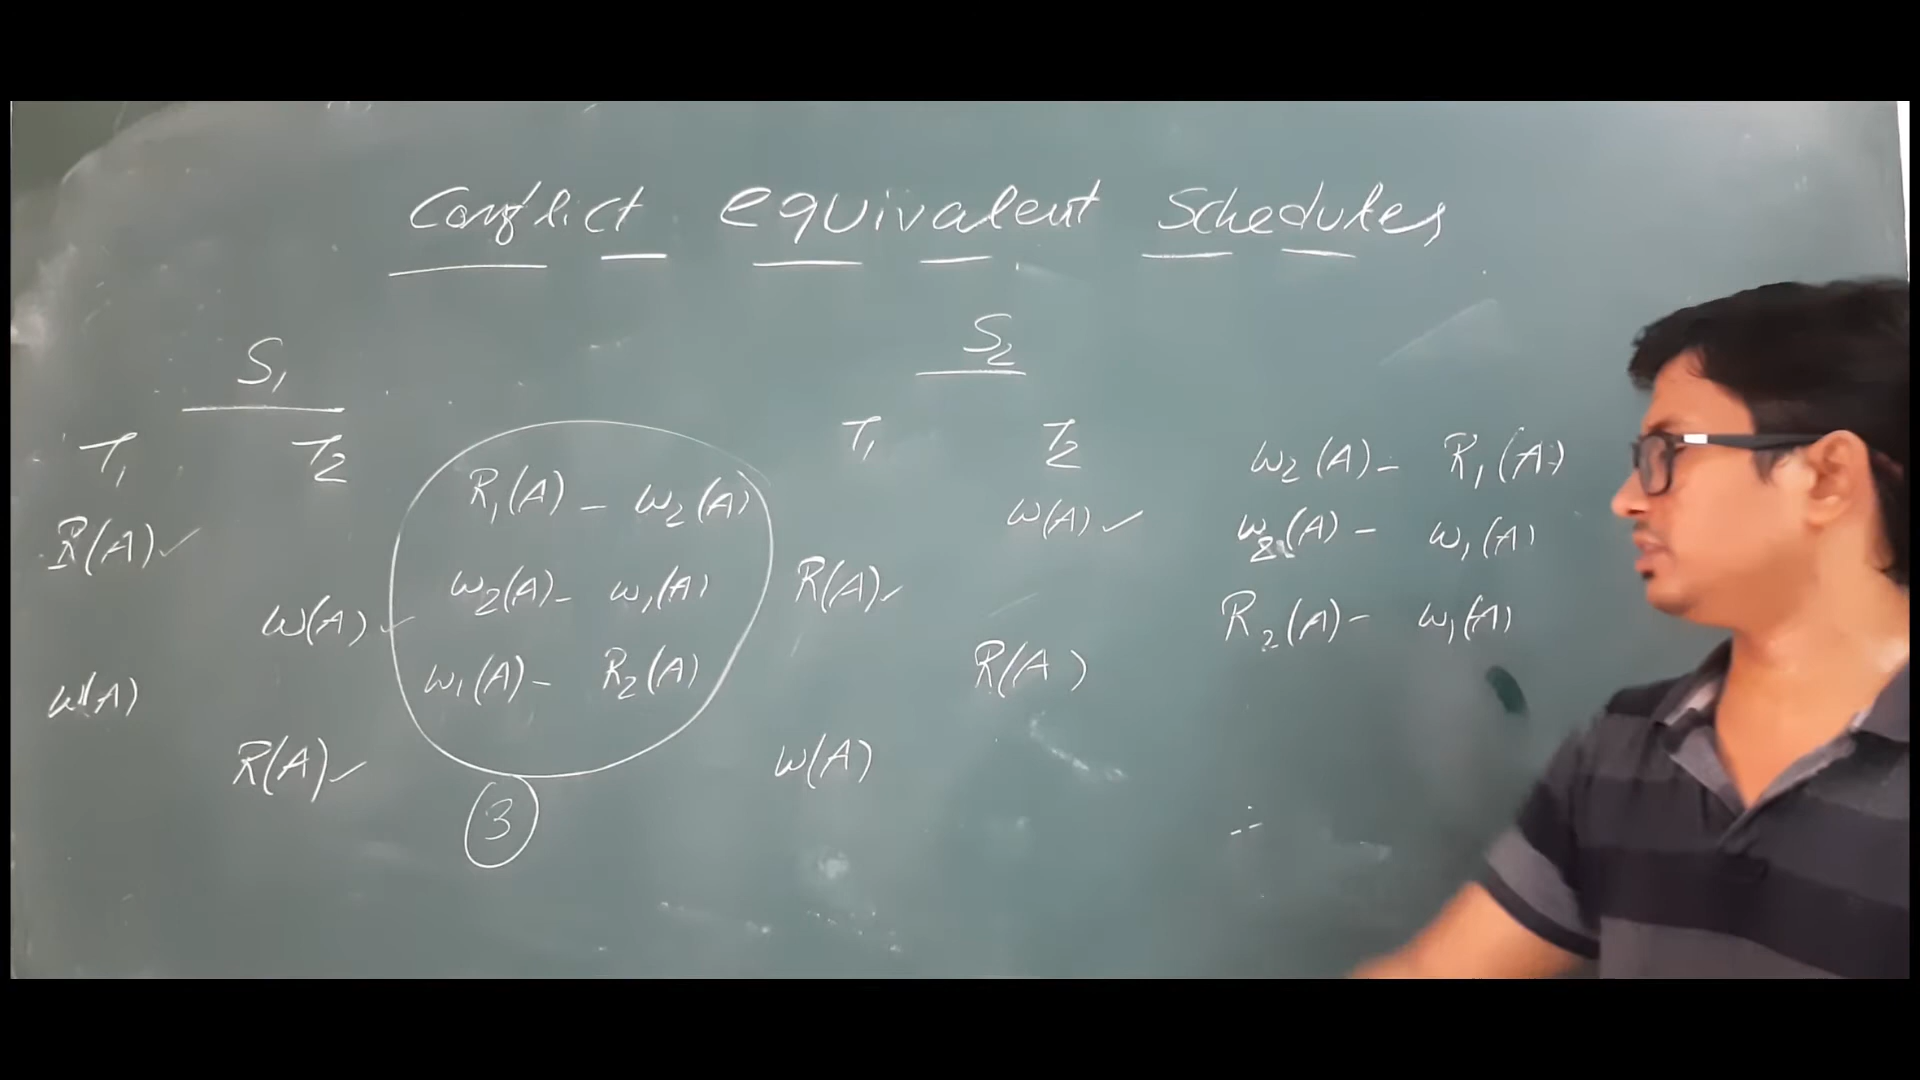 Conflict equivalent Schedules
S1
T1 T2
R(A) ✓
W(A) ✓
W(A)
R(A) ✓
R1(A) - W2(A)
W2(A) - W1(A)
W1(A) - R2(A)
3
S2
T1 T2
W(A) ✓
R(A) ✓
R(A)
W(A)
W2(A) - R1(A)
W2(A) - W1(A)
R2(A) - W1(A)
∴